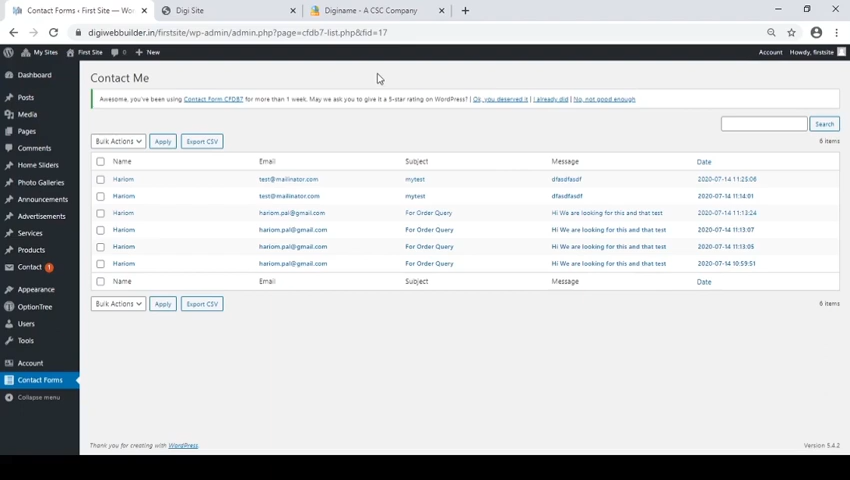 Contact Forms ‹ First Site — Wor
Digi Site
Diginame - A CSC Company
digiwebbuilder.in/firstsite/wp-admin/admin.php?page=cfdb7-list.php&fid=17
My Sites First Site 0 New Account Howdy, firstsite
Dashboard
Posts
Media
Pages
Comments
Home Sliders
Photo Galleries
Announcements
Advertisements
Services
Products
Contact 1
Appearance
OptionTree
Users
Tools
Account
Contact Forms
Collapse menu
Contact Me
Awesome, you've been using Contact Form CFDB7 for more than 1 week. May we ask you to give it a 5-star rating on WordPress? | Ok, you deserved it | I already did | No, not good enough
Search
Bulk Actions Apply Export CSV 6 items
Name Email Subject Message Date
Hariom test@mailinator.com mytest dfasdfasdf 2020-07-14 11:25:06
Hariom test@mailinator.com mytest dfasdfasdf 2020-07-14 11:14:01
Hariom hariom.pal@gmail.com For Order Query Hi We are looking for this and that test 2020-07-14 11:13:24
Hariom hariom.pal@gmail.com For Order Query Hi We are looking for this and that test 2020-07-14 11:13:07
Hariom hariom.pal@gmail.com For Order Query Hi We are looking for this and that test 2020-07-14 11:13:05
Hariom hariom.pal@gmail.com For Order Query Hi We are looking for this and that test 2020-07-14 10:59:51
Name Email Subject Message Date
Bulk Actions Apply Export CSV 6 items
Thank you for creating with WordPress. Version 5.4.2